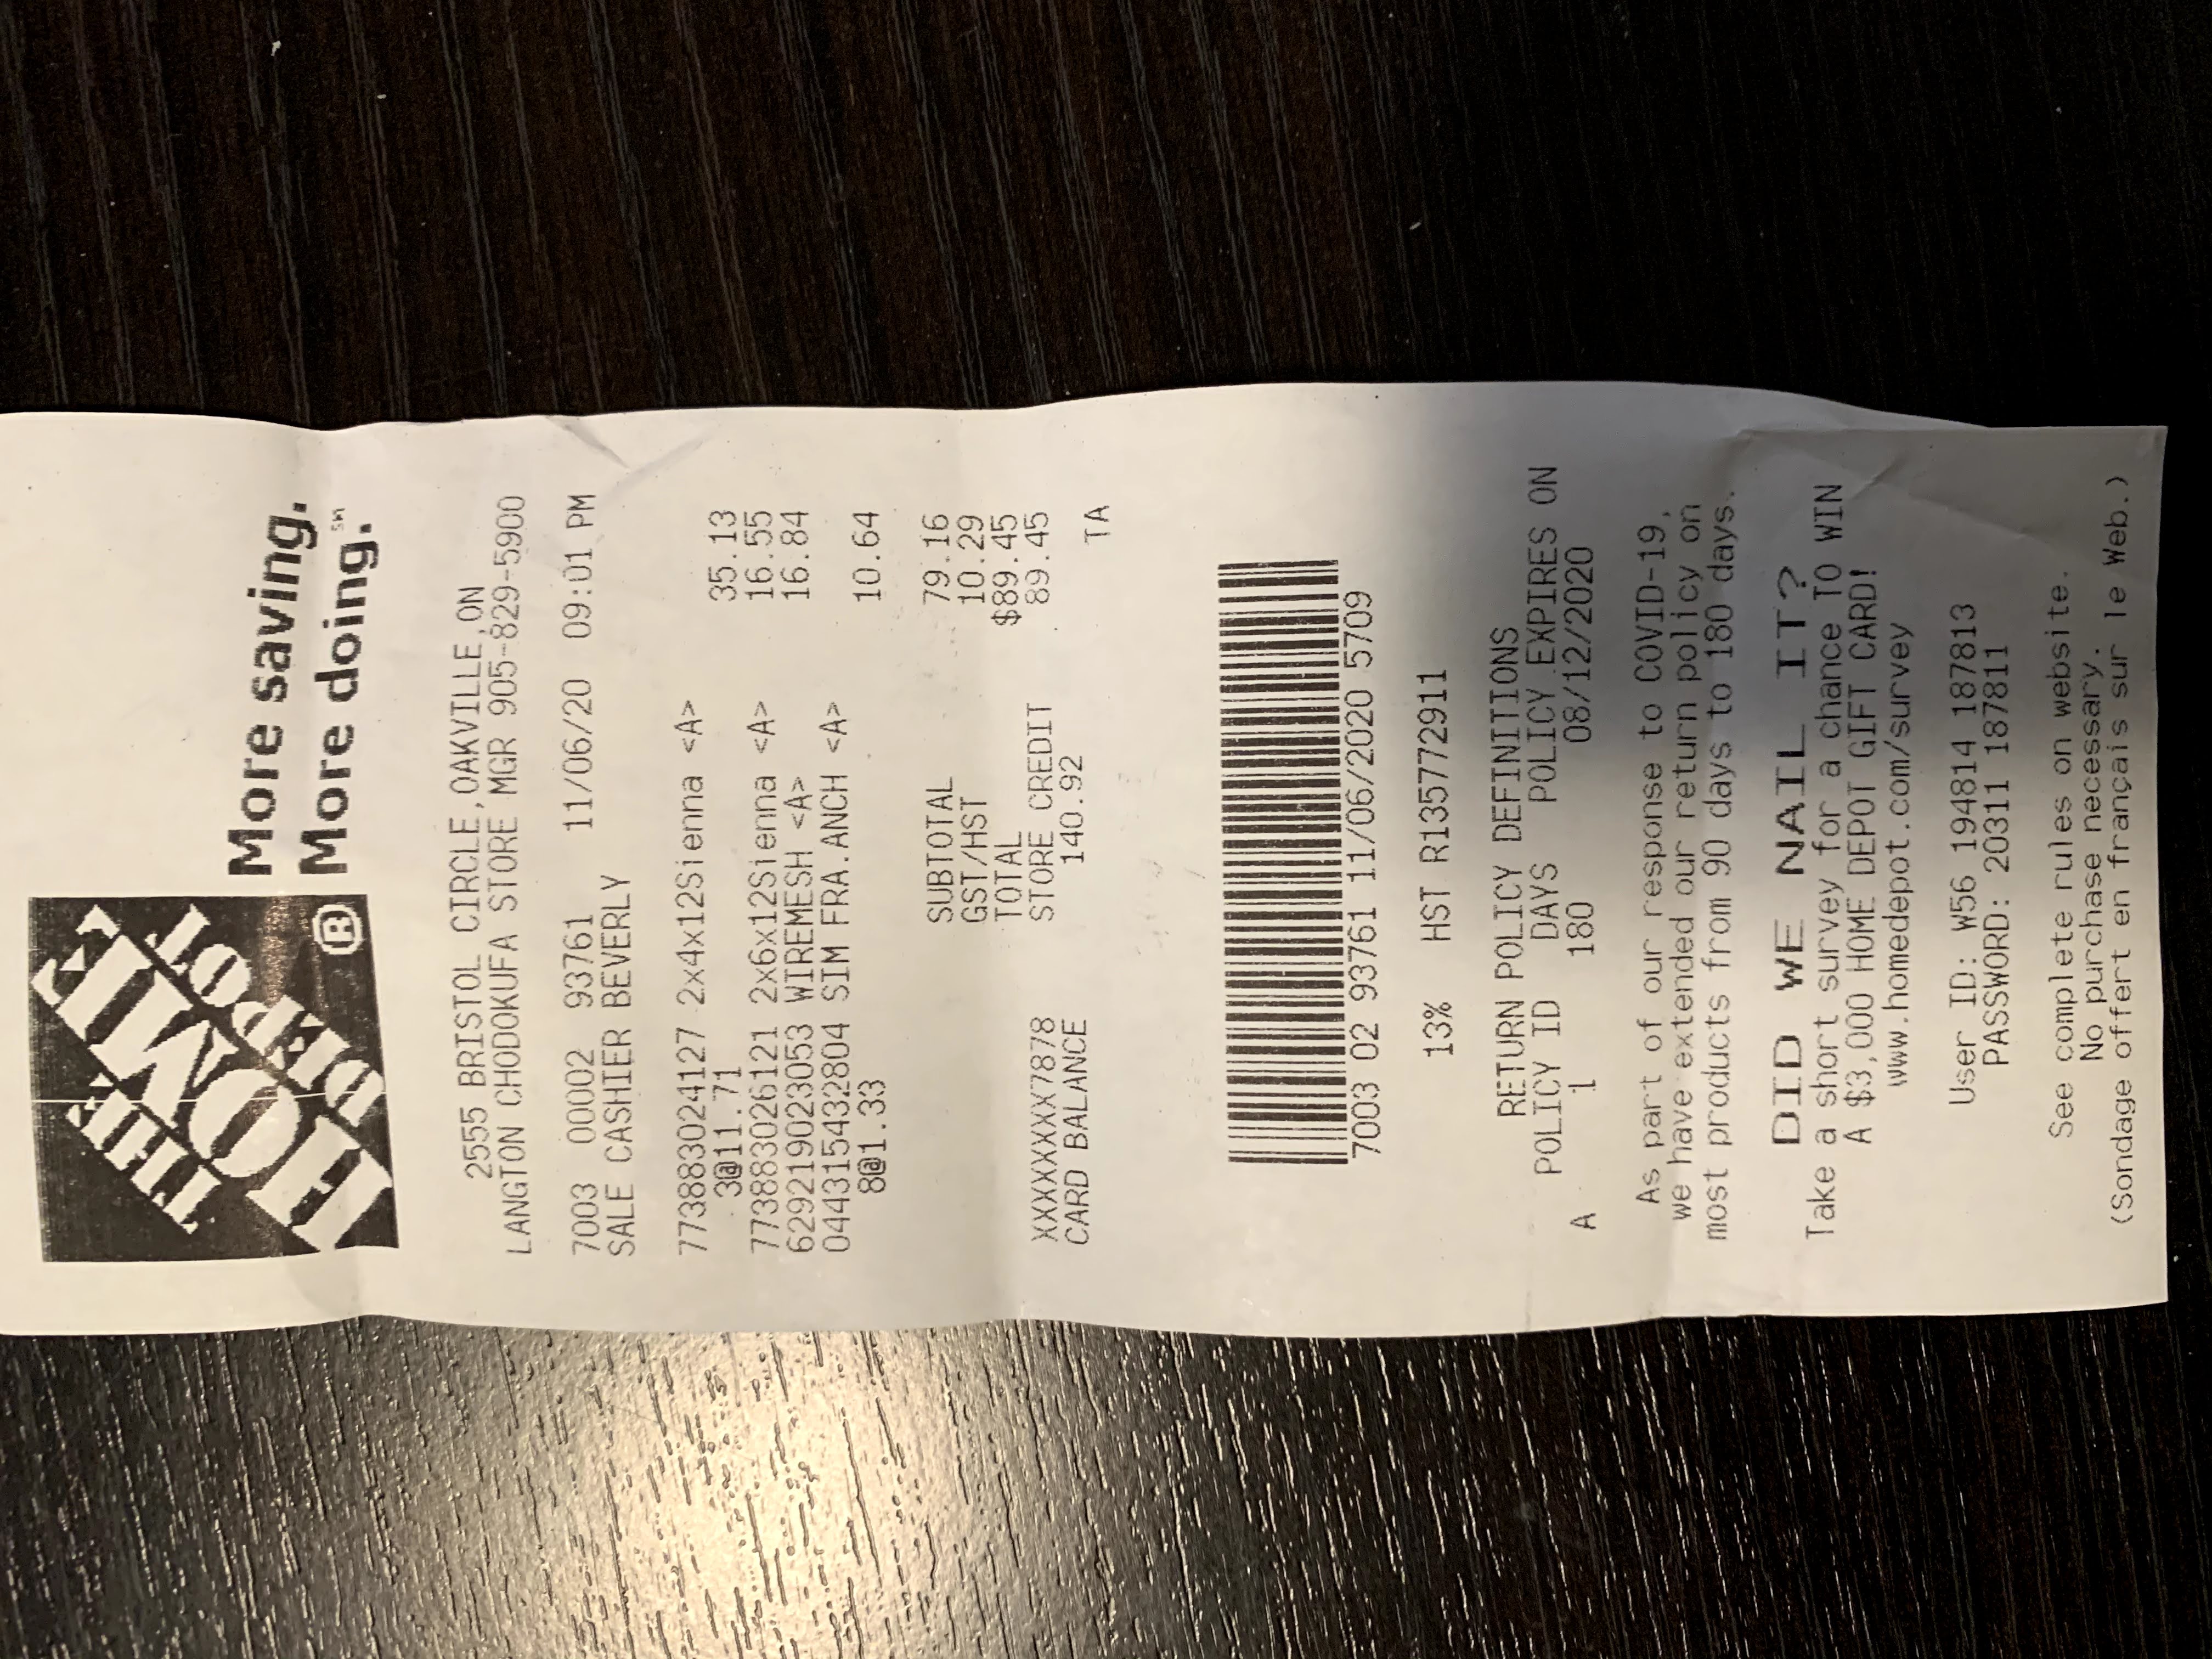 THE
HOME
DEPOT
®
More saving.
More doing.℠
2555 BRISTOL CIRCLE,OAKVILLE,ON
LANGTON CHODOKUFA STORE MGR 905-829-5900
7003 00002 93761 11/06/20 09:01 PM
SALE CASHIER BEVERLY
773883024127 2x4x12Sienna <A>
3@11.71 35.13
773883026121 2x6x12Sienna <A> 16.55
629219023053 WIREMESH <A> 16.84
044315432804 SIM FRA.ANCH <A>
8@1.33 10.64
SUBTOTAL 79.16
GST/HST 10.29
TOTAL $89.45
XXXXXXXX7878 STORE CREDIT 89.45
CARD BALANCE 140.92
TA
7003 02 93761 11/06/2020 5709
13% HST R135772911
RETURN POLICY DEFINITIONS
POLICY ID DAYS POLICY EXPIRES ON
A 1 180 08/12/2020
As part of our response to COVID-19,
we have extended our return policy on
most products from 90 days to 180 days.
DID WE NAIL IT?
Take a short survey for a chance TO WIN
A $3,000 HOME DEPOT GIFT CARD!
www.homedepot.com/survey
User ID: W56 194814 187813
PASSWORD: 20311 187811
See complete rules on website.
No purchase necessary.
(Sondage offert en français sur le Web.)